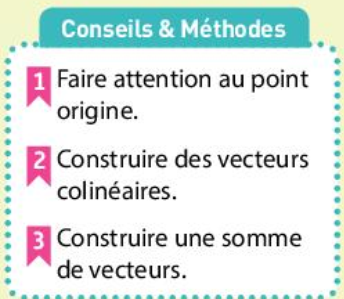 Conseils & Méthodes
1 Faire attention au point
origine.
2 Construire des vecteurs
colinéaires.
3 Construire une somme
de vecteurs.